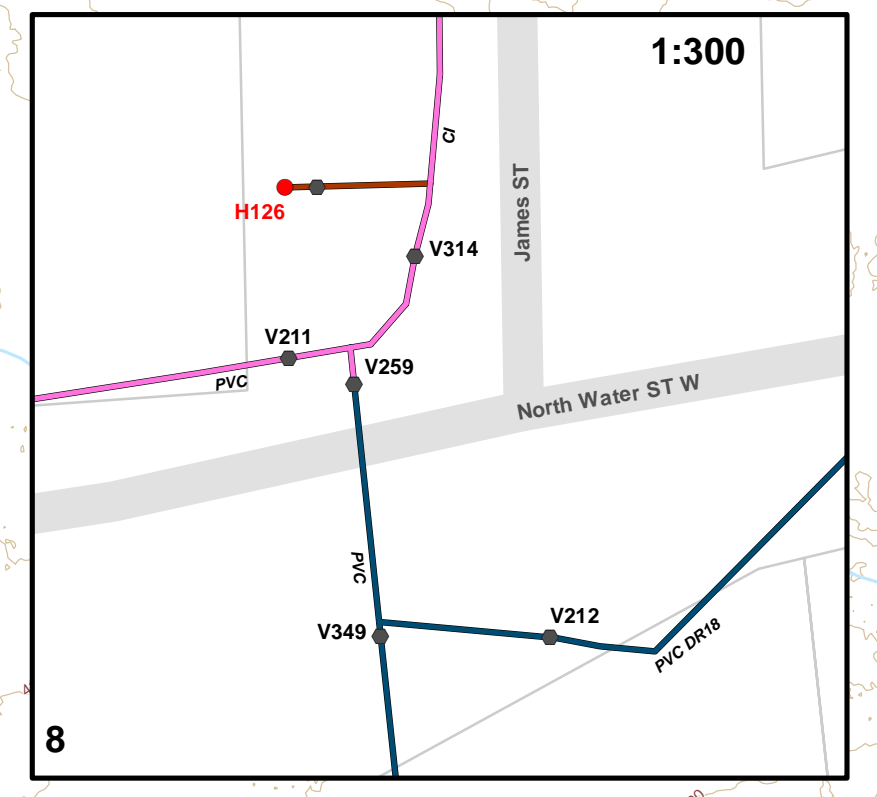 1:300
CI
James ST
H126
V314
V211
V259
PVC
North Water ST W
PVC
V212
V349
PVC DR18
8